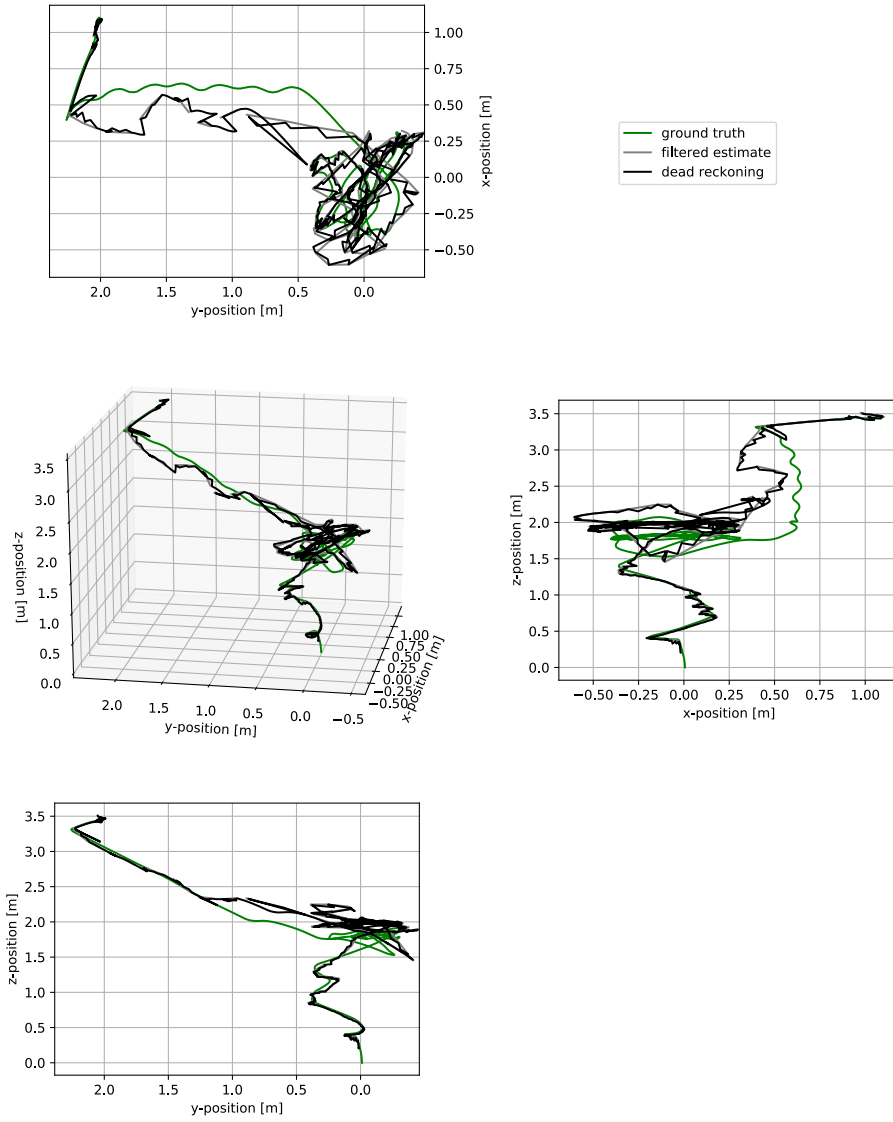 1.00
0.75
0.50
0.25
0.00
−0.25
−0.50
x-position [m]
2.0 1.5 1.0 0.5 0.0
y-position [m]
ground truth
filtered estimate
dead reckoning
3.5
3.0
2.5
2.0
1.5
1.0
0.5
0.0
z-position [m]
2.0 1.5 1.0 0.5 0.0 −0.5
y-position [m]
1.00
0.75
0.50
0.25
0.00
−0.25
−0.50
x-position [m]
3.5
3.0
2.5
2.0
1.5
1.0
0.5
0.0
z-position [m]
−0.50 −0.25 0.00 0.25 0.50 0.75 1.00
x-position [m]
3.5
3.0
2.5
2.0
1.5
1.0
0.5
0.0
z-position [m]
2.0 1.5 1.0 0.5 0.0
y-position [m]